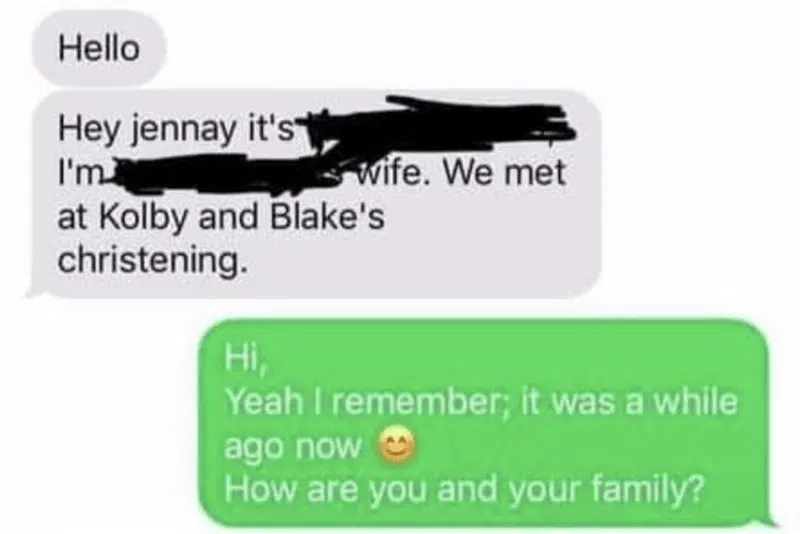 Hello
Hey jennay it's
I'm wife. We met
at Kolby and Blake's
christening.
Hi,
Yeah I remember; it was a while
ago now 😊
How are you and your family?